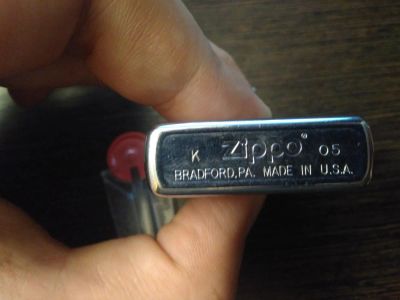 K Zippo® 05
BRADFORD, PA. MADE IN U.S.A.